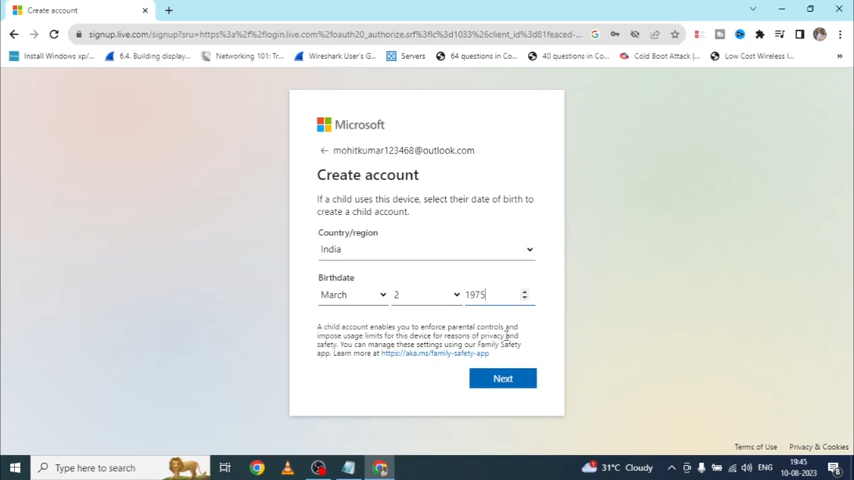 Create account
signup.live.com/signup?sru=https%3a%2f%2flogin.live.com%2foauth20_authorize.srf%3flc%3d1033%26client_id%3d81feaced-...
Install Windows xp/...
6.4. Building display...
Networking 101: Tr...
Wireshark User's G...
Servers
64 questions in Co...
40 questions in Co...
Cold Boot Attack |...
Low Cost Wireless I...
»
Microsoft
← mohitkumar123468@outlook.com
Create account
If a child uses this device, select their date of birth to
create a child account.
Country/region
India
Birthdate
March 2 1975
A child account enables you to enforce parental controls and
impose usage limits for this device for reasons of privacy and
safety. You can manage these settings using our Family Safety
app. Learn more at https://aka.ms/family-safety-app
Next
Terms of Use Privacy & Cookies
Type here to search
31°C Cloudy
ENG
19:45
10-08-2023